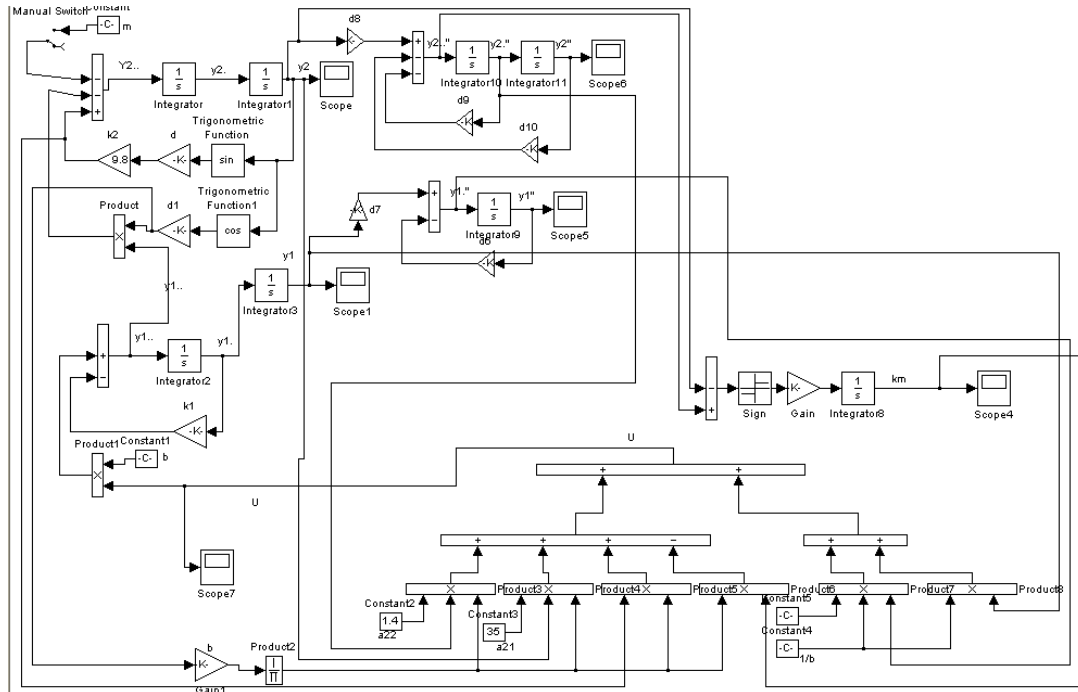 Manual Switch
Constant
-C-
m
Y2..
1
s
Integrator
y2.
1
s
Integrator1
y2
Scope
d8
K-
y2.."
1
s
Integrator10
y2."
1
s
Integrator11
y2"
Scope6
d9
-K
d10
-K
k2
9.8
d
-K-
Trigonometric
Function
sin
Trigonometric
Function1
cos
d1
-K-
Product
y1..
y1..
1
s
Integrator2
y1.
k1
-K-
1
s
Integrator3
y1
Scope1
d7
y1."
1
s
Integrator9
y1"
Scope5
d6
-K
Sign
K-
Gain
1
s
Integrator8
km
Scope4
Product1
Constant1
-C-
b
U
U
Scope7
Constant2
1.4
a22
Constant3
35
a21
Product3
Product4
Product5
Product6
Product7
Product8
Constant5
-C-
Constant4
-C-
1/b
b
K-
Gain1
Product2